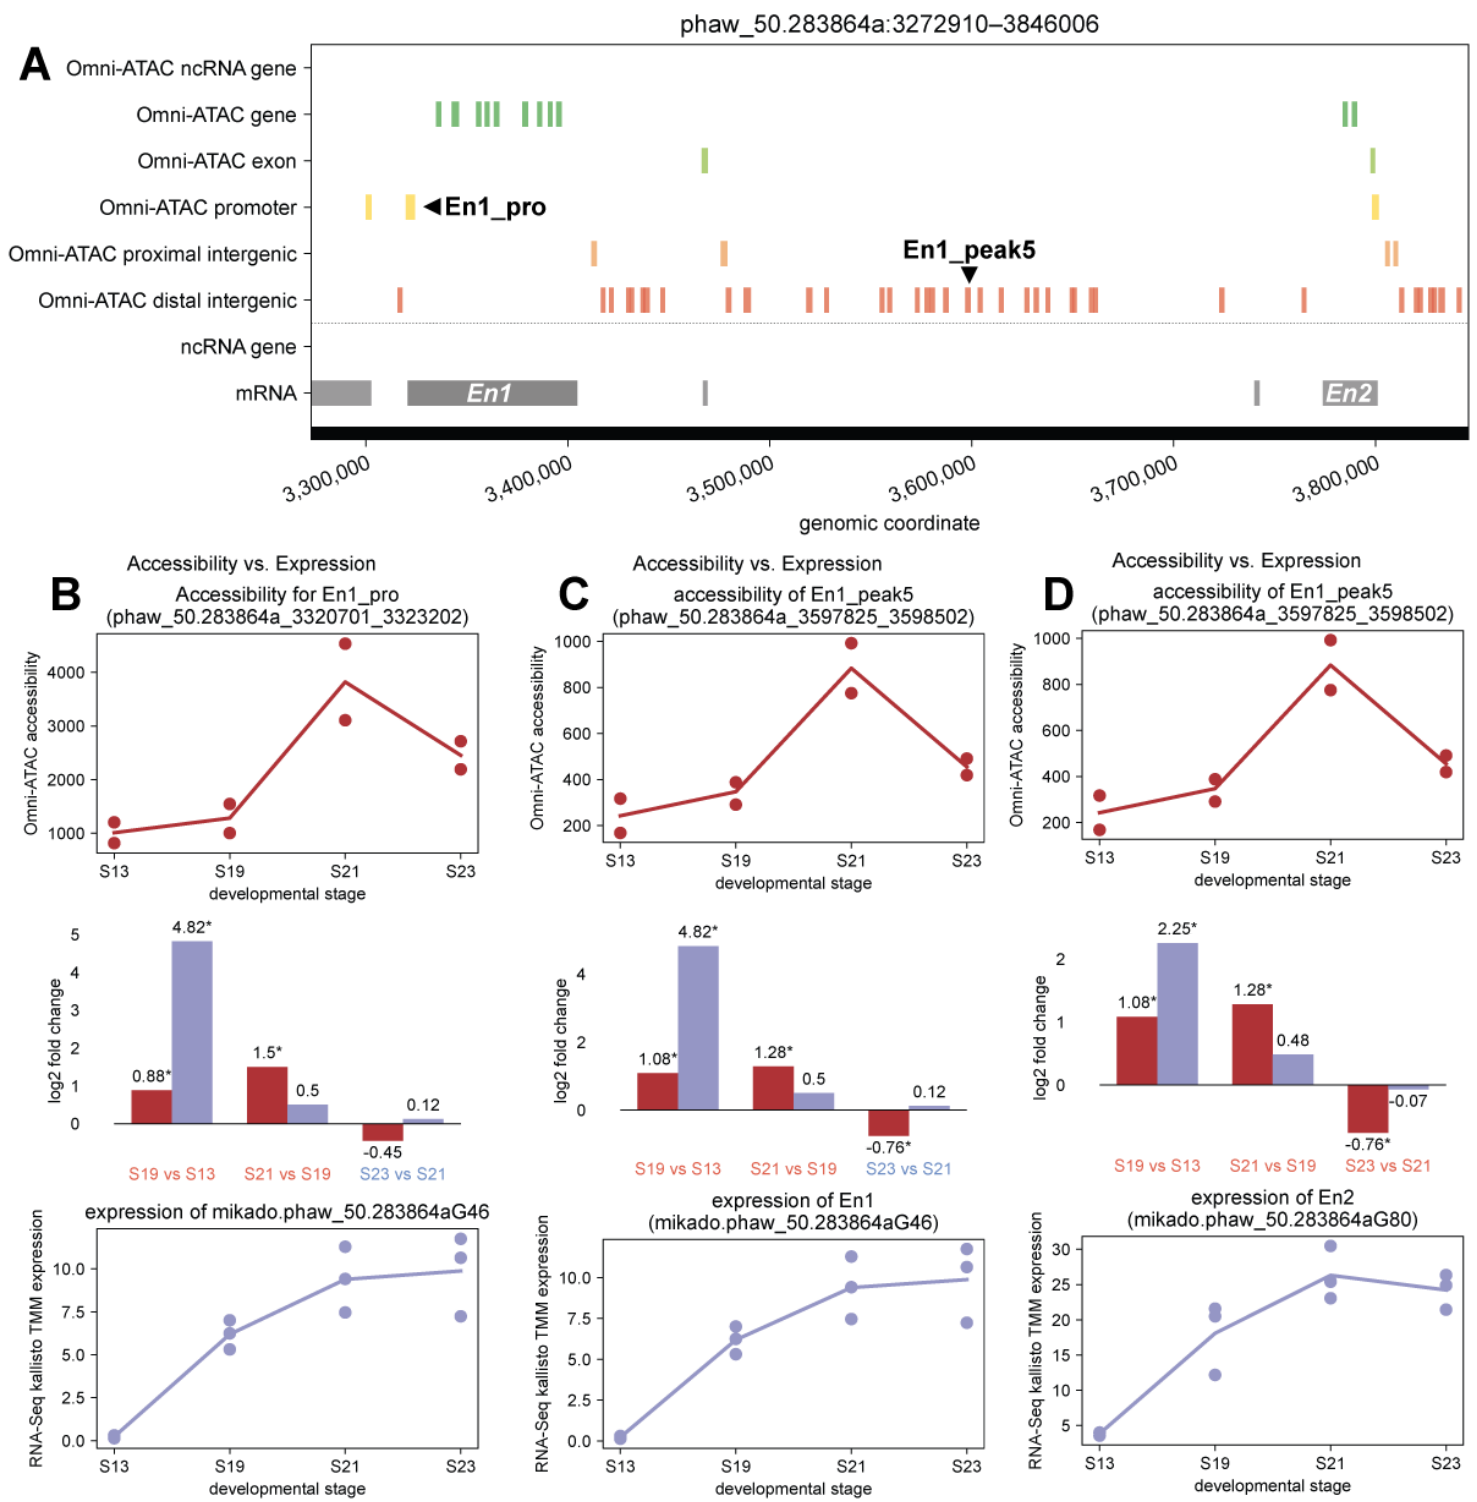 phaw_50.283864a:3272910–3846006
A
Omni-ATAC ncRNA gene
Omni-ATAC gene
Omni-ATAC exon
Omni-ATAC promoter
En1_pro
Omni-ATAC proximal intergenic
En1_peak5
Omni-ATAC distal intergenic
ncRNA gene
mRNA
En1
En2
3,300,000
3,400,000
3,500,000
3,600,000
3,700,000
3,800,000
genomic coordinate
B
Accessibility vs. Expression
Accessibility for En1_pro
(phaw_50.283864a_3320701_3323202)
Omni-ATAC accessibility
4000
3000
2000
1000
S13
S19
S21
S23
developmental stage
log2 fold change
5
4
3
2
1
0
0.88*
4.82*
1.5*
0.5
-0.45
0.12
S19 vs S13
S21 vs S19
S23 vs S21
expression of mikado.phaw_50.283864aG46
RNA-Seq kallisto TMM expression
10.0
7.5
5.0
2.5
0.0
S13
S19
S21
S23
developmental stage
C
Accessibility vs. Expression
accessibility of En1_peak5
(phaw_50.283864a_3597825_3598502)
Omni-ATAC accessibility
1000
800
600
400
200
S13
S19
S21
S23
developmental stage
log2 fold change
4
2
0
1.08*
4.82*
1.28*
0.5
-0.76*
0.12
S19 vs S13
S21 vs S19
S23 vs S21
expression of En1
(mikado.phaw_50.283864aG46)
RNA-Seq kallisto TMM expression
10.0
7.5
5.0
2.5
0.0
S13
S19
S21
S23
developmental stage
D
Accessibility vs. Expression
accessibility of En1_peak5
(phaw_50.283864a_3597825_3598502)
Omni-ATAC accessibility
1000
800
600
400
200
S13
S19
S21
S23
developmental stage
log2 fold change
2
1
0
1.08*
2.25*
1.28*
0.48
-0.76*
-0.07
S19 vs S13
S21 vs S19
S23 vs S21
expression of En2
(mikado.phaw_50.283864aG80)
RNA-Seq kallisto TMM expression
30
25
20
15
10
5
S13
S19
S21
S23
developmental stage